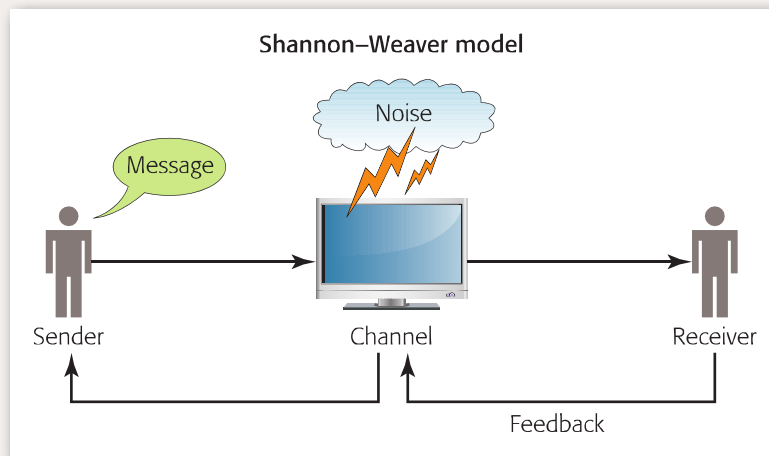 Shannon–Weaver model
Noise
Message
Sender
Channel
Receiver
Feedback